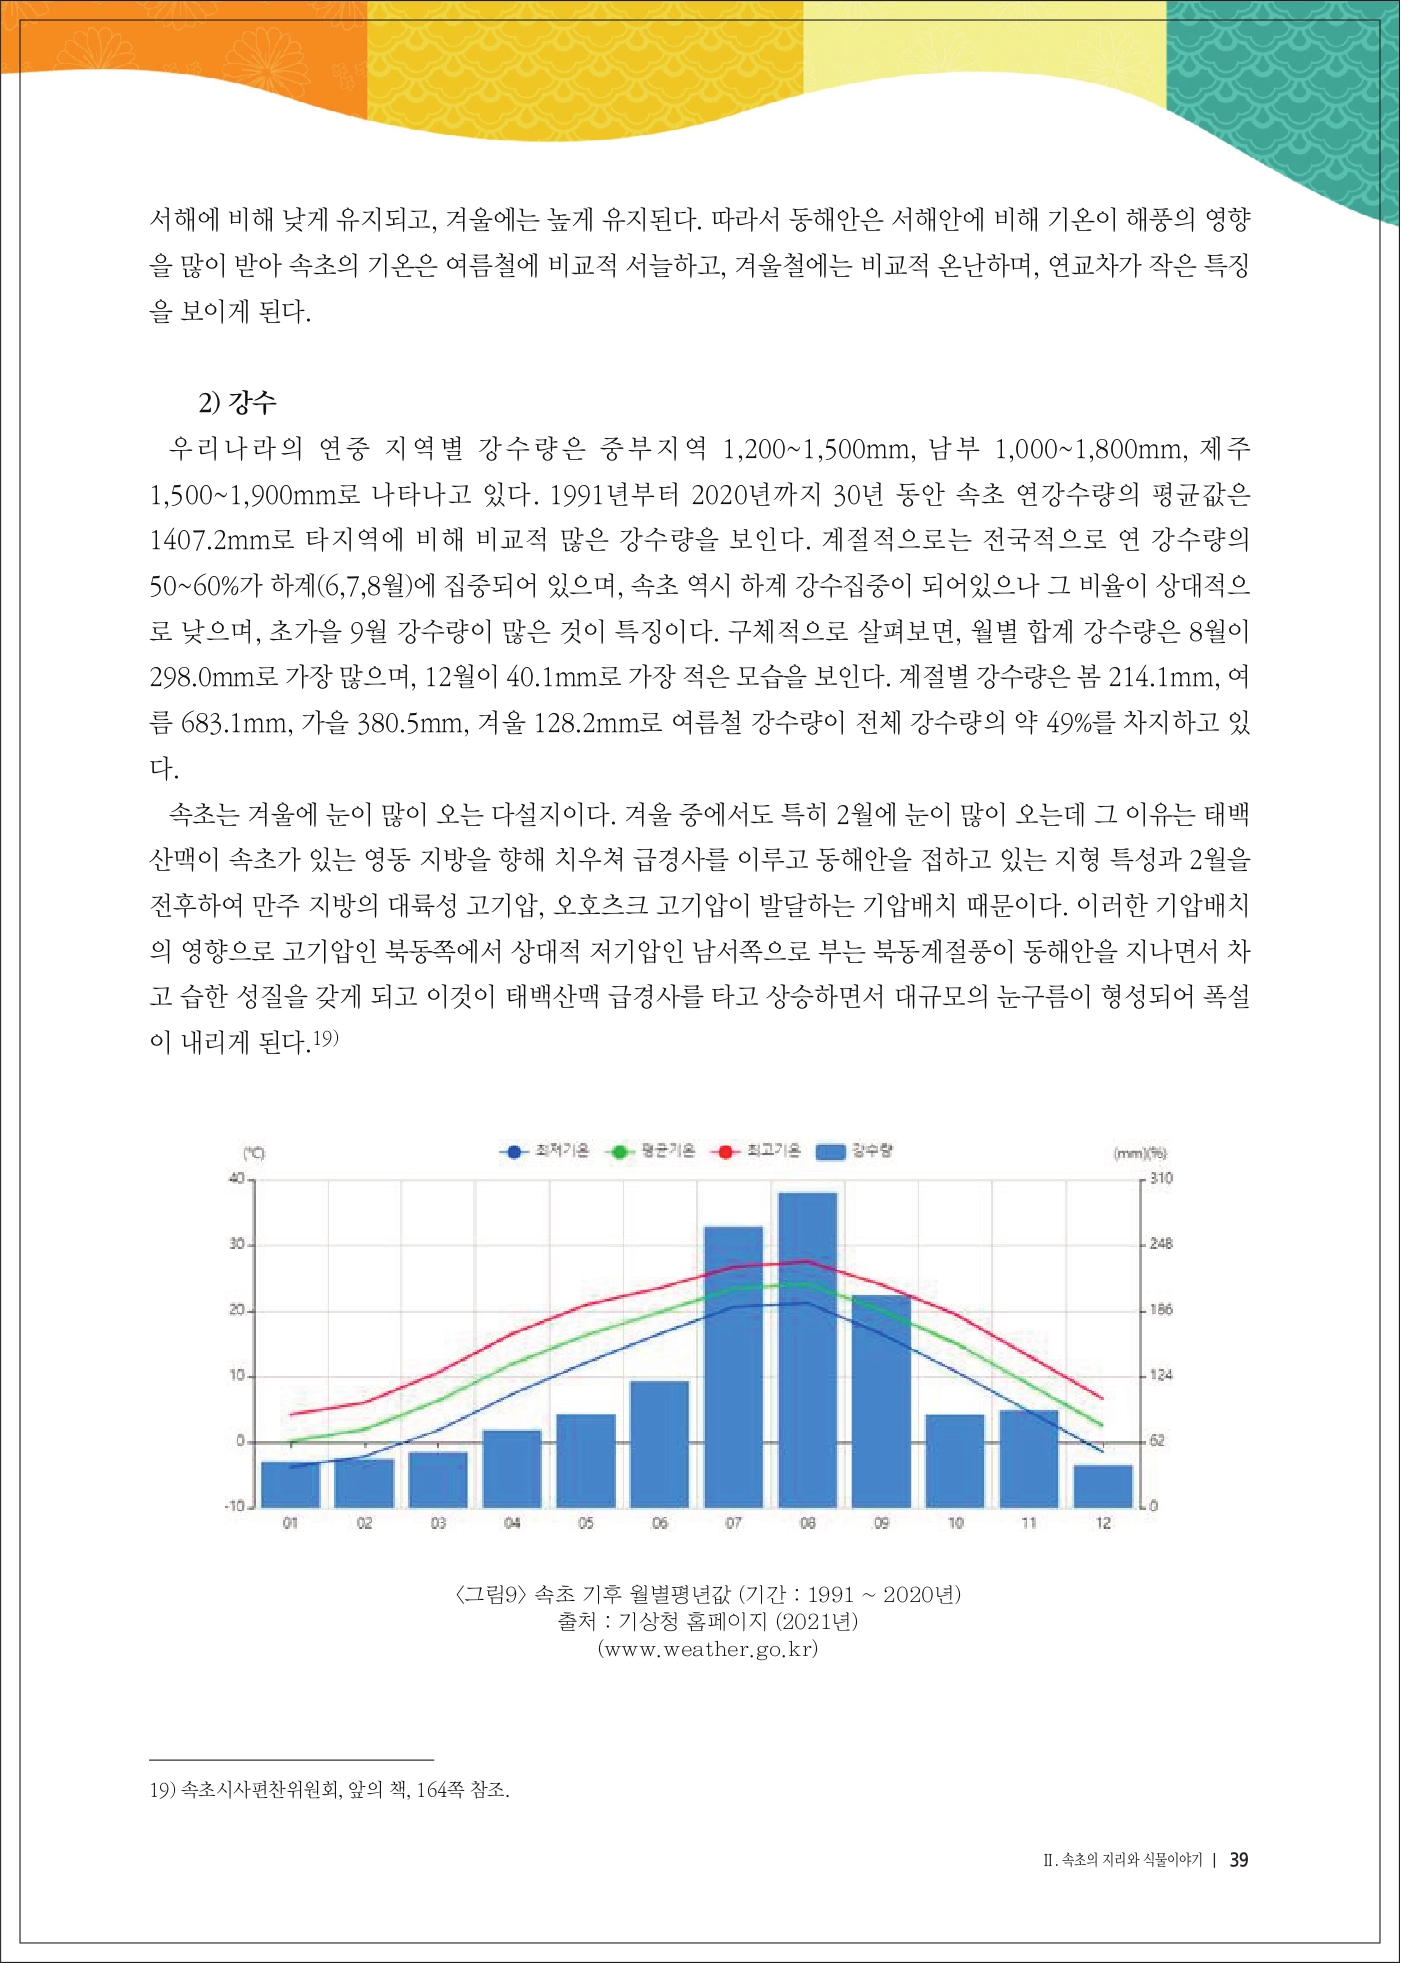 서해에 비해 낮게 유지되고, 겨울에는 높게 유지된다. 따라서 동해안은 서해안에 비해 기온이 해풍의 영향
을 많이 받아 속초의 기온은 여름철에 비교적 서늘하고, 겨울철에는 비교적 온난하며, 연교차가 작은 특징
을 보이게 된다.
2) 강수
우리나라의 연중 지역별 강수량은 중부지역 1,200~1,500mm, 남부 1,000~1,800mm, 제주
1,500~1,900mm로 나타나고 있다. 1991년부터 2020년까지 30년 동안 속초 연강수량의 평균값은
1407.2mm로 타지역에 비해 비교적 많은 강수량을 보인다. 계절적으로는 전국적으로 연 강수량의
50~60%가 하계(6,7,8월)에 집중되어 있으며, 속초 역시 하계 강수집중이 되어있으나 그 비율이 상대적으
로 낮으며, 초가을 9월 강수량이 많은 것이 특징이다. 구체적으로 살펴보면, 월별 합계 강수량은 8월이
298.0mm로 가장 많으며, 12월이 40.1mm로 가장 적은 모습을 보인다. 계절별 강수량은 봄 214.1mm, 여
름 683.1mm, 가을 380.5mm, 겨울 128.2mm로 여름철 강수량이 전체 강수량의 약 49%를 차지하고 있
다.
속초는 겨울에 눈이 많이 오는 다설지이다. 겨울 중에서도 특히 2월에 눈이 많이 오는데 그 이유는 태백
산맥이 속초가 있는 영동 지방을 향해 치우쳐 급경사를 이루고 동해안을 접하고 있는 지형 특성과 2월을
전후하여 만주 지방의 대륙성 고기압, 오호츠크 고기압이 발달하는 기압배치 때문이다. 이러한 기압배치
의 영향으로 고기압인 북동쪽에서 상대적 저기압인 남서쪽으로 부는 북동계절풍이 동해안을 지나면서 차
고 습한 성질을 갖게 되고 이것이 태백산맥 급경사를 타고 상승하면서 대규모의 눈구름이 형성되어 폭설
이 내리게 된다.19)
(℃) 최저기온 평균기온 최고기온 강수량 (mm)(%)
40 310
30 248
20 186
10 124
0 62
-10 0
01 02 03 04 05 06 07 08 09 10 11 12
〈그림9〉 속초 기후 월별평년값 (기간 : 1991 ~ 2020년)
출처 : 기상청 홈페이지 (2021년)
(www.weather.go.kr)
19) 속초시사편찬위원회, 앞의 책, 164쪽 참조.
Ⅱ. 속초의 지리와 식물이야기 | 39